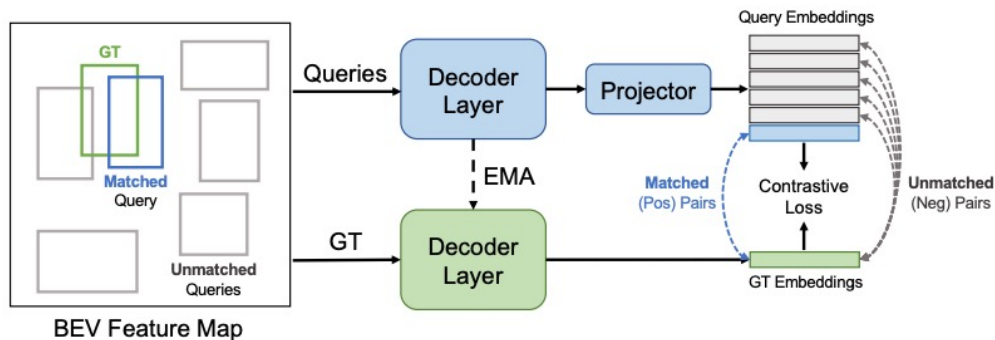 GT
Matched
Query
Unmatched
Queries
BEV Feature Map
Queries
GT
Decoder
Layer
EMA
Decoder
Layer
Projector
Query Embeddings
Matched
(Pos) Pairs
Contrastive
Loss
Unmatched
(Neg) Pairs
GT Embeddings